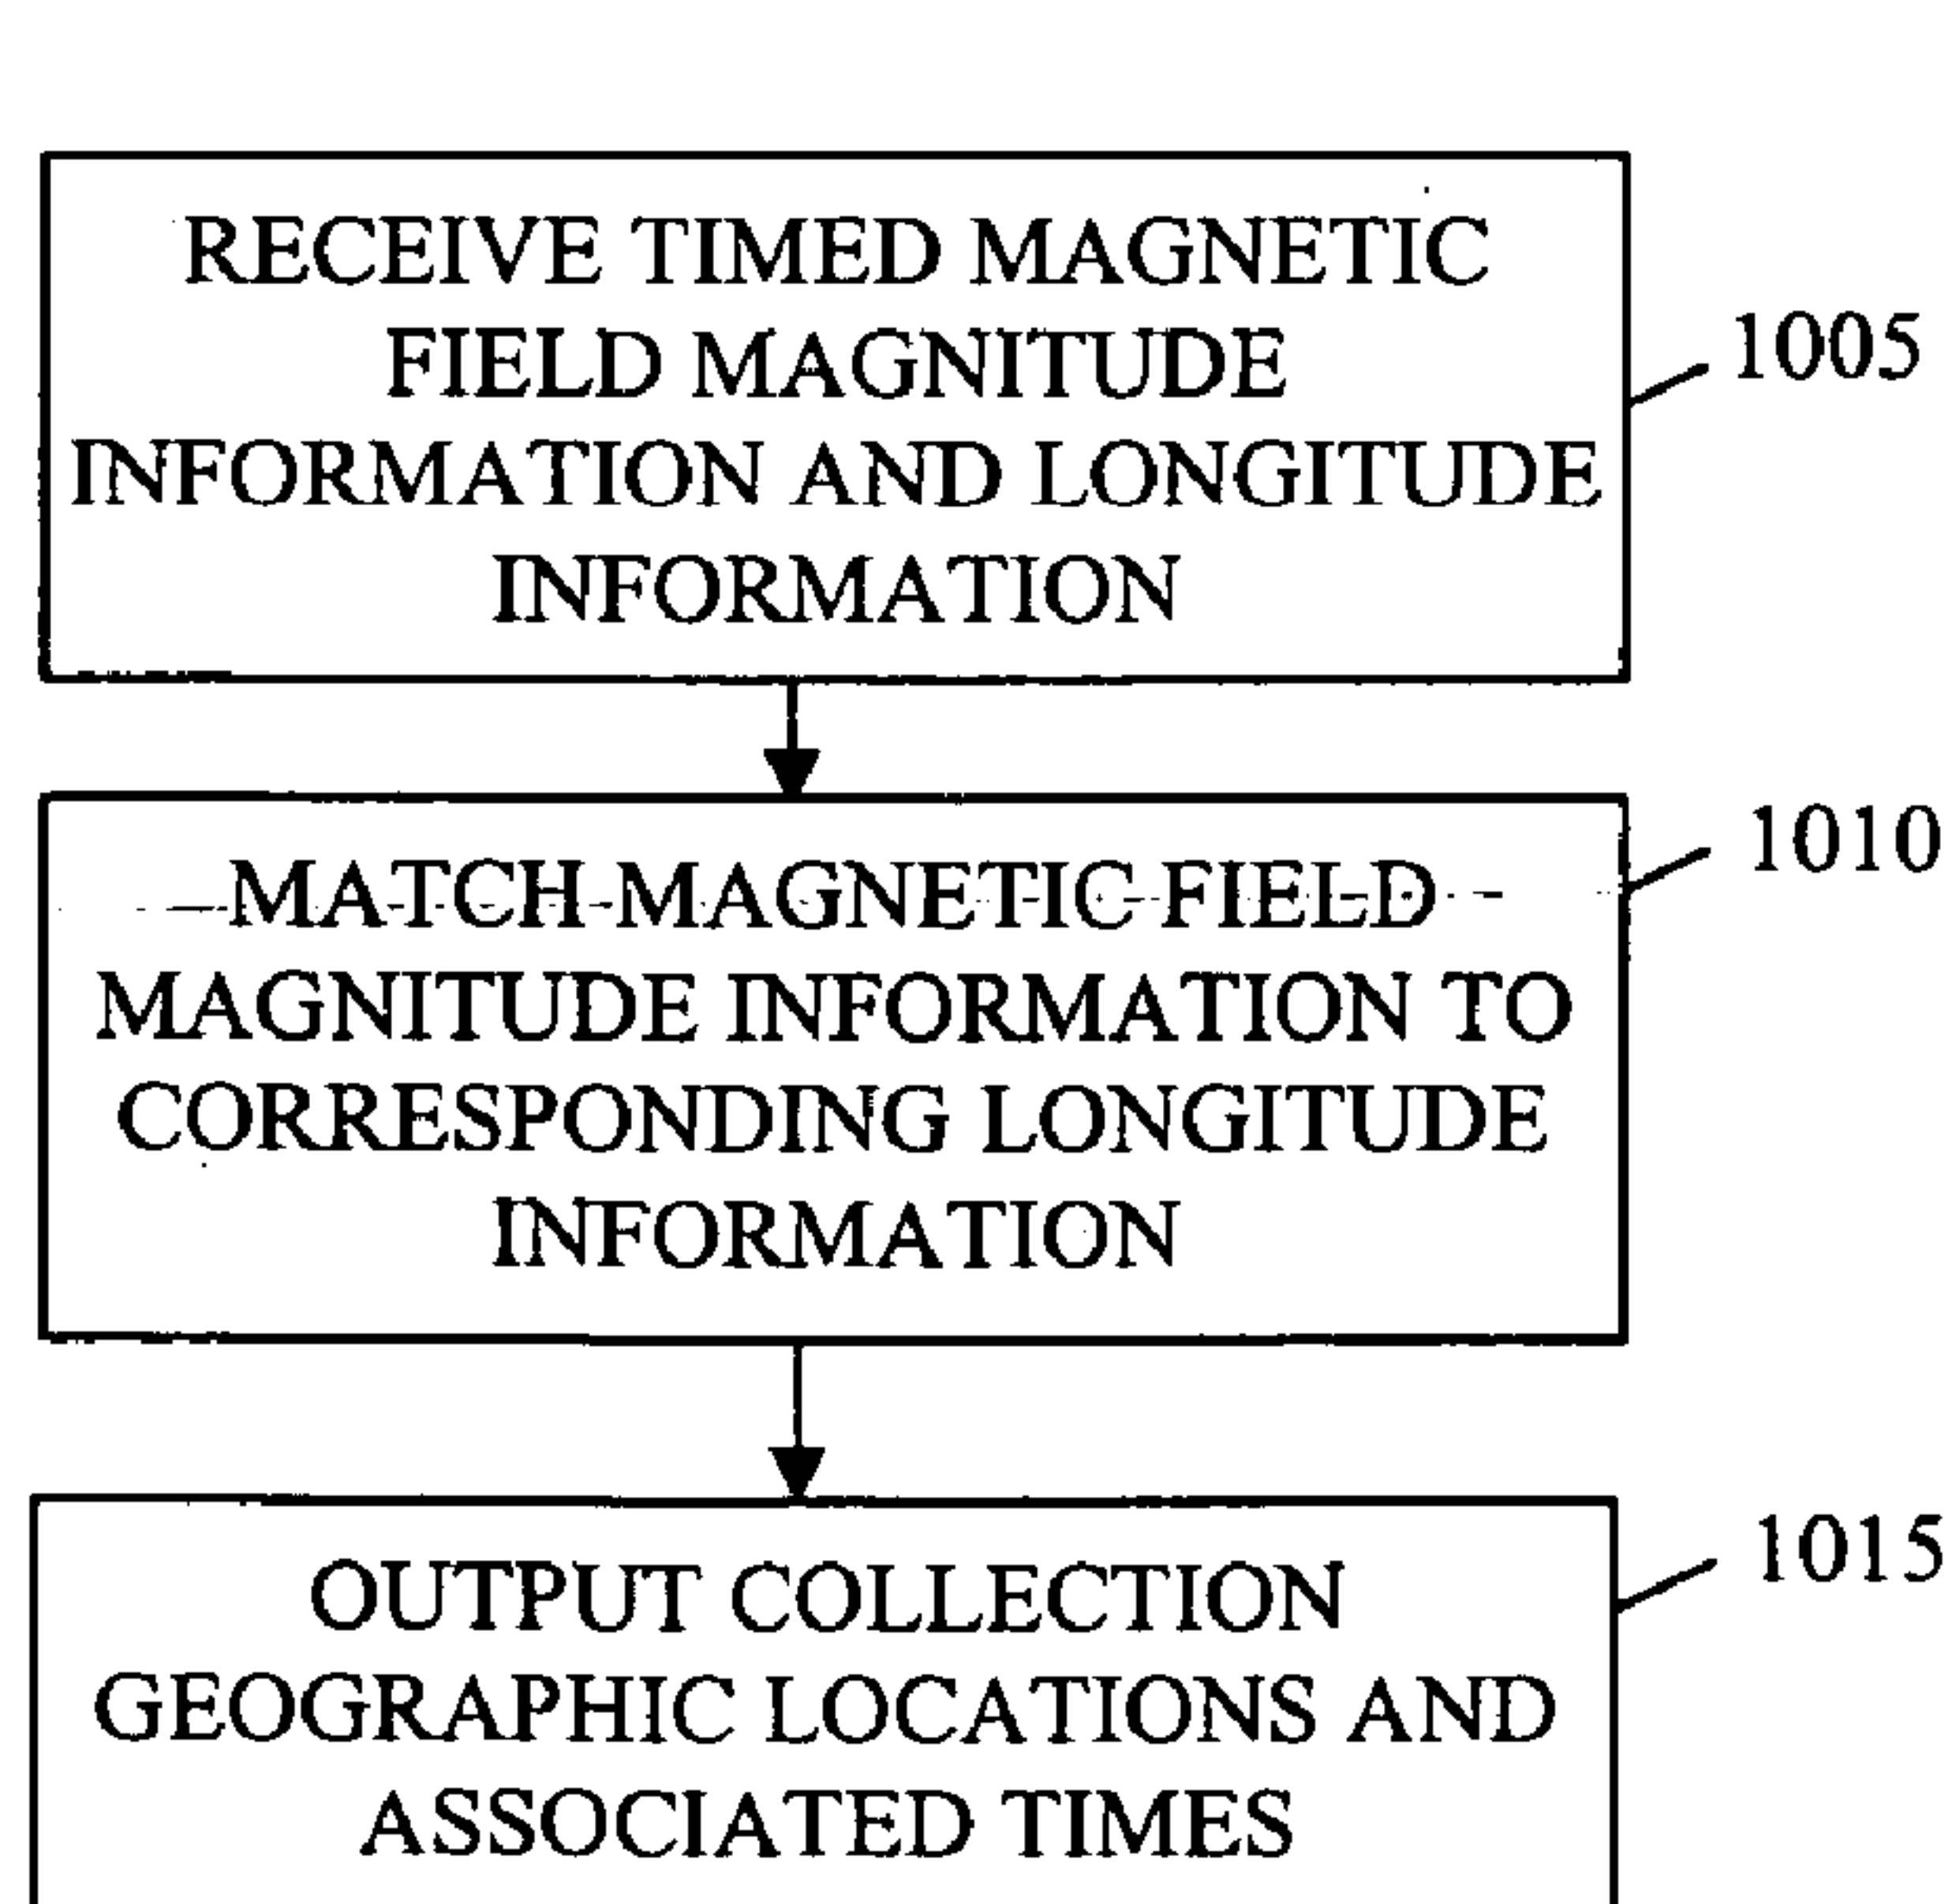 RECEIVE TIMED MAGNETIC
FIELD MAGNITUDE
INFORMATION AND LONGITUDE
INFORMATION
1005
MATCH MAGNETIC FIELD
MAGNITUDE INFORMATION TO
CORRESPONDING LONGITUDE
INFORMATION
1010
OUTPUT COLLECTION
GEOGRAPHIC LOCATIONS AND
ASSOCIATED TIMES
1015